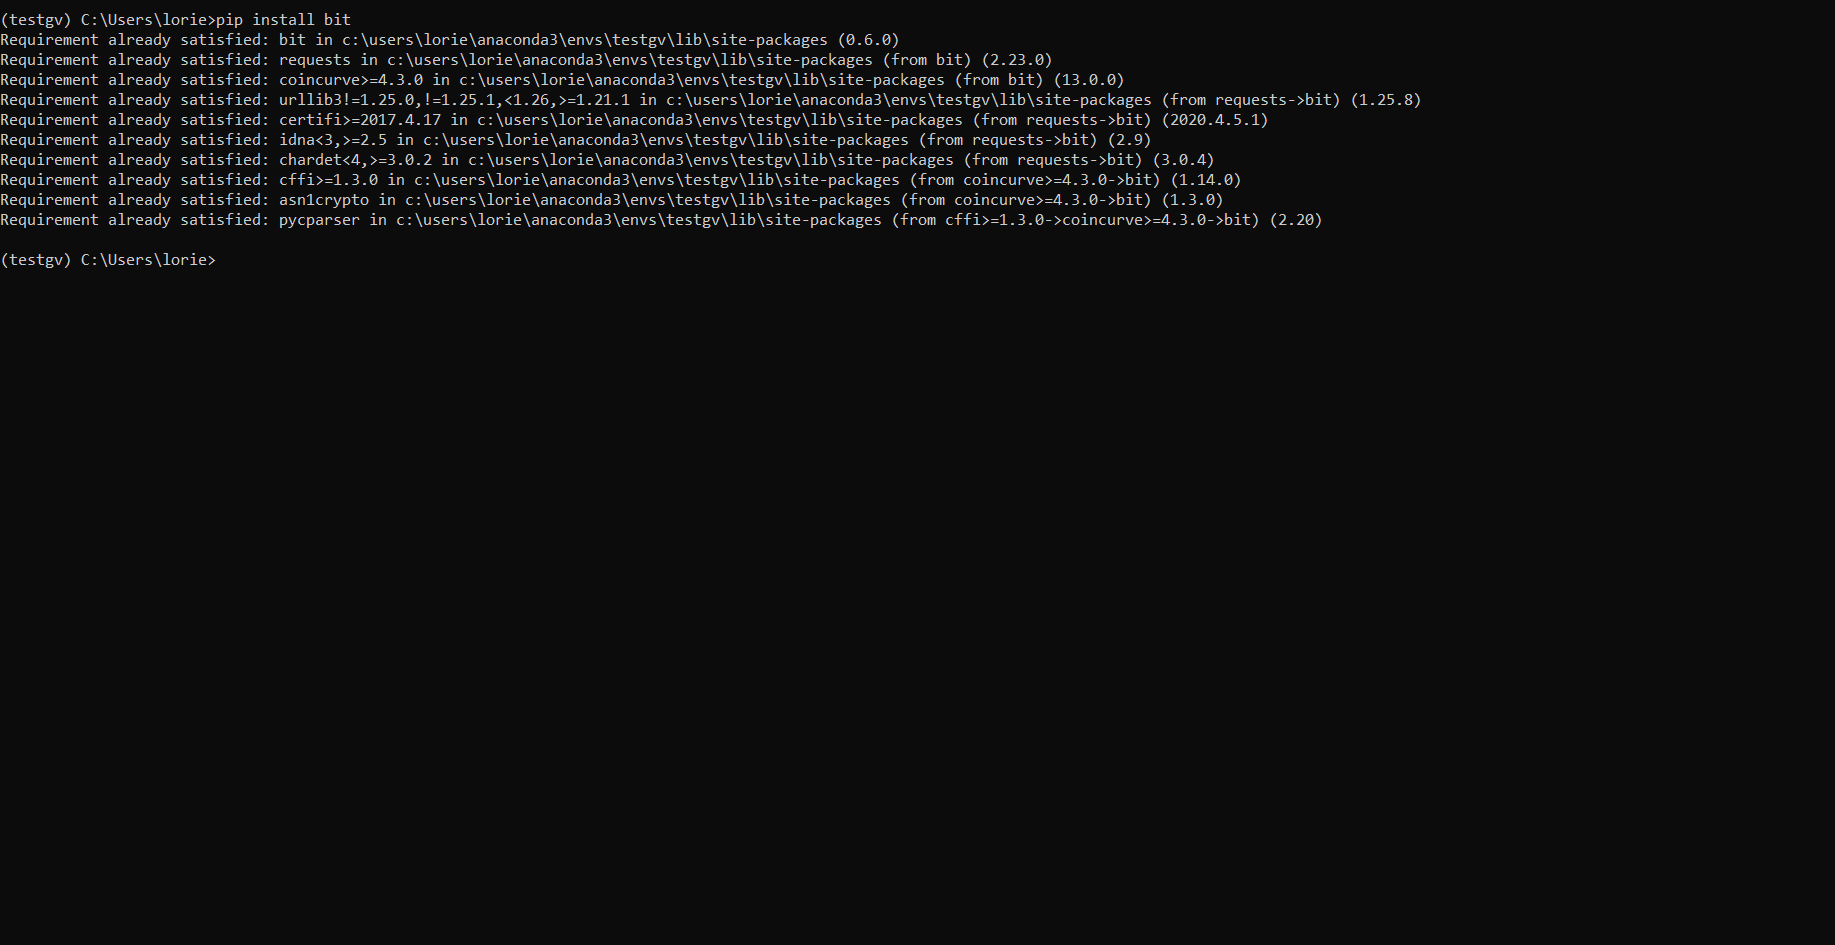 (testgv) C:\Users\lorie>pip install bit
Requirement already satisfied: bit in c:\users\lorie\anaconda3\envs\testgv\lib\site-packages (0.6.0)
Requirement already satisfied: requests in c:\users\lorie\anaconda3\envs\testgv\lib\site-packages (from bit) (2.23.0)
Requirement already satisfied: coincurve>=4.3.0 in c:\users\lorie\anaconda3\envs\testgv\lib\site-packages (from bit) (13.0.0)
Requirement already satisfied: urllib3!=1.25.0,!=1.25.1,<1.26,>=1.21.1 in c:\users\lorie\anaconda3\envs\testgv\lib\site-packages (from requests->bit) (1.25.8)
Requirement already satisfied: certifi>=2017.4.17 in c:\users\lorie\anaconda3\envs\testgv\lib\site-packages (from requests->bit) (2020.4.5.1)
Requirement already satisfied: idna<3,>=2.5 in c:\users\lorie\anaconda3\envs\testgv\lib\site-packages (from requests->bit) (2.9)
Requirement already satisfied: chardet<4,>=3.0.2 in c:\users\lorie\anaconda3\envs\testgv\lib\site-packages (from requests->bit) (3.0.4)
Requirement already satisfied: cffi>=1.3.0 in c:\users\lorie\anaconda3\envs\testgv\lib\site-packages (from coincurve>=4.3.0->bit) (1.14.0)
Requirement already satisfied: asn1crypto in c:\users\lorie\anaconda3\envs\testgv\lib\site-packages (from coincurve>=4.3.0->bit) (1.3.0)
Requirement already satisfied: pycparser in c:\users\lorie\anaconda3\envs\testgv\lib\site-packages (from cffi>=1.3.0->coincurve>=4.3.0->bit) (2.20)
(testgv) C:\Users\lorie>